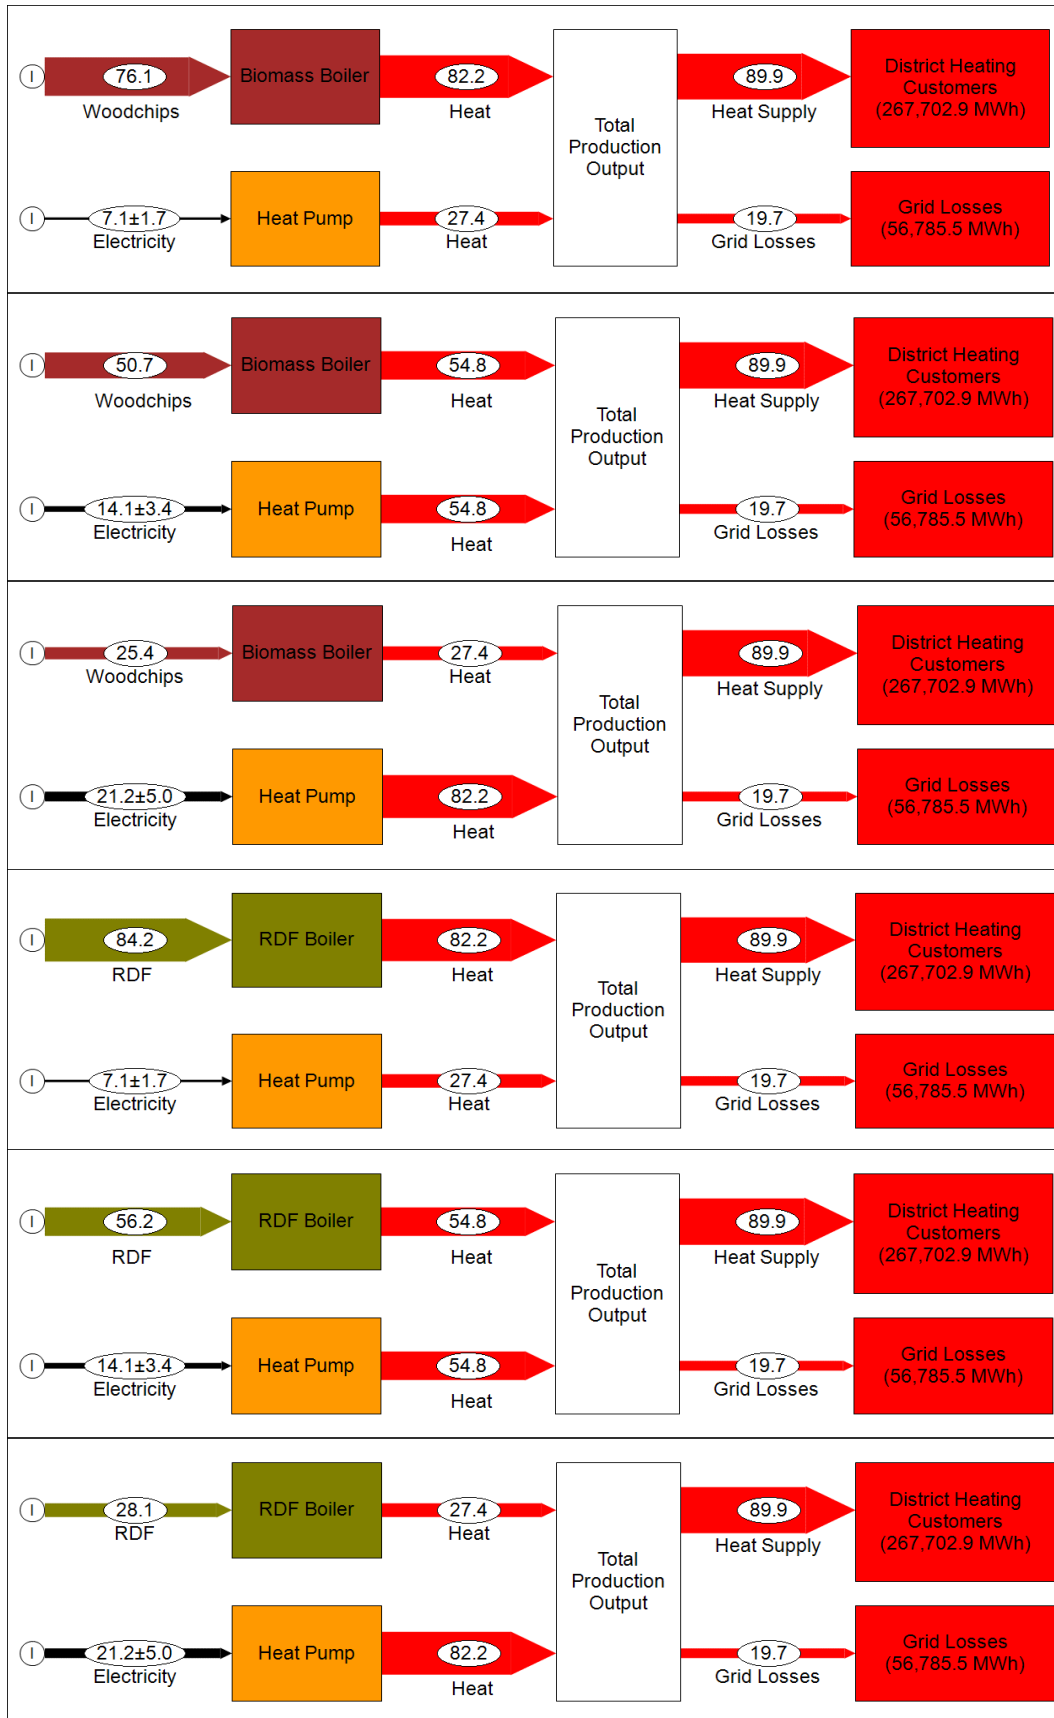 I
76.1
Woodchips
Biomass Boiler
82.2
Heat
Total
Production
Output
89.9
Heat Supply
District Heating
Customers
(267,702.9 MWh)
I
7.1±1.7
Electricity
Heat Pump
27.4
Heat
19.7
Grid Losses
Grid Losses
(56,785.5 MWh)
I
50.7
Woodchips
Biomass Boiler
54.8
Heat
Total
Production
Output
89.9
Heat Supply
District Heating
Customers
(267,702.9 MWh)
I
14.1±3.4
Electricity
Heat Pump
54.8
Heat
19.7
Grid Losses
Grid Losses
(56,785.5 MWh)
I
25.4
Woodchips
Biomass Boiler
27.4
Heat
Total
Production
Output
89.9
Heat Supply
District Heating
Customers
(267,702.9 MWh)
I
21.2±5.0
Electricity
Heat Pump
82.2
Heat
19.7
Grid Losses
Grid Losses
(56,785.5 MWh)
I
84.2
RDF
RDF Boiler
82.2
Heat
Total
Production
Output
89.9
Heat Supply
District Heating
Customers
(267,702.9 MWh)
I
7.1±1.7
Electricity
Heat Pump
27.4
Heat
19.7
Grid Losses
Grid Losses
(56,785.5 MWh)
I
56.2
RDF
RDF Boiler
54.8
Heat
Total
Production
Output
89.9
Heat Supply
District Heating
Customers
(267,702.9 MWh)
I
14.1±3.4
Electricity
Heat Pump
54.8
Heat
19.7
Grid Losses
Grid Losses
(56,785.5 MWh)
I
28.1
RDF
RDF Boiler
27.4
Heat
Total
Production
Output
89.9
Heat Supply
District Heating
Customers
(267,702.9 MWh)
I
21.2±5.0
Electricity
Heat Pump
82.2
Heat
19.7
Grid Losses
Grid Losses
(56,785.5 MWh)